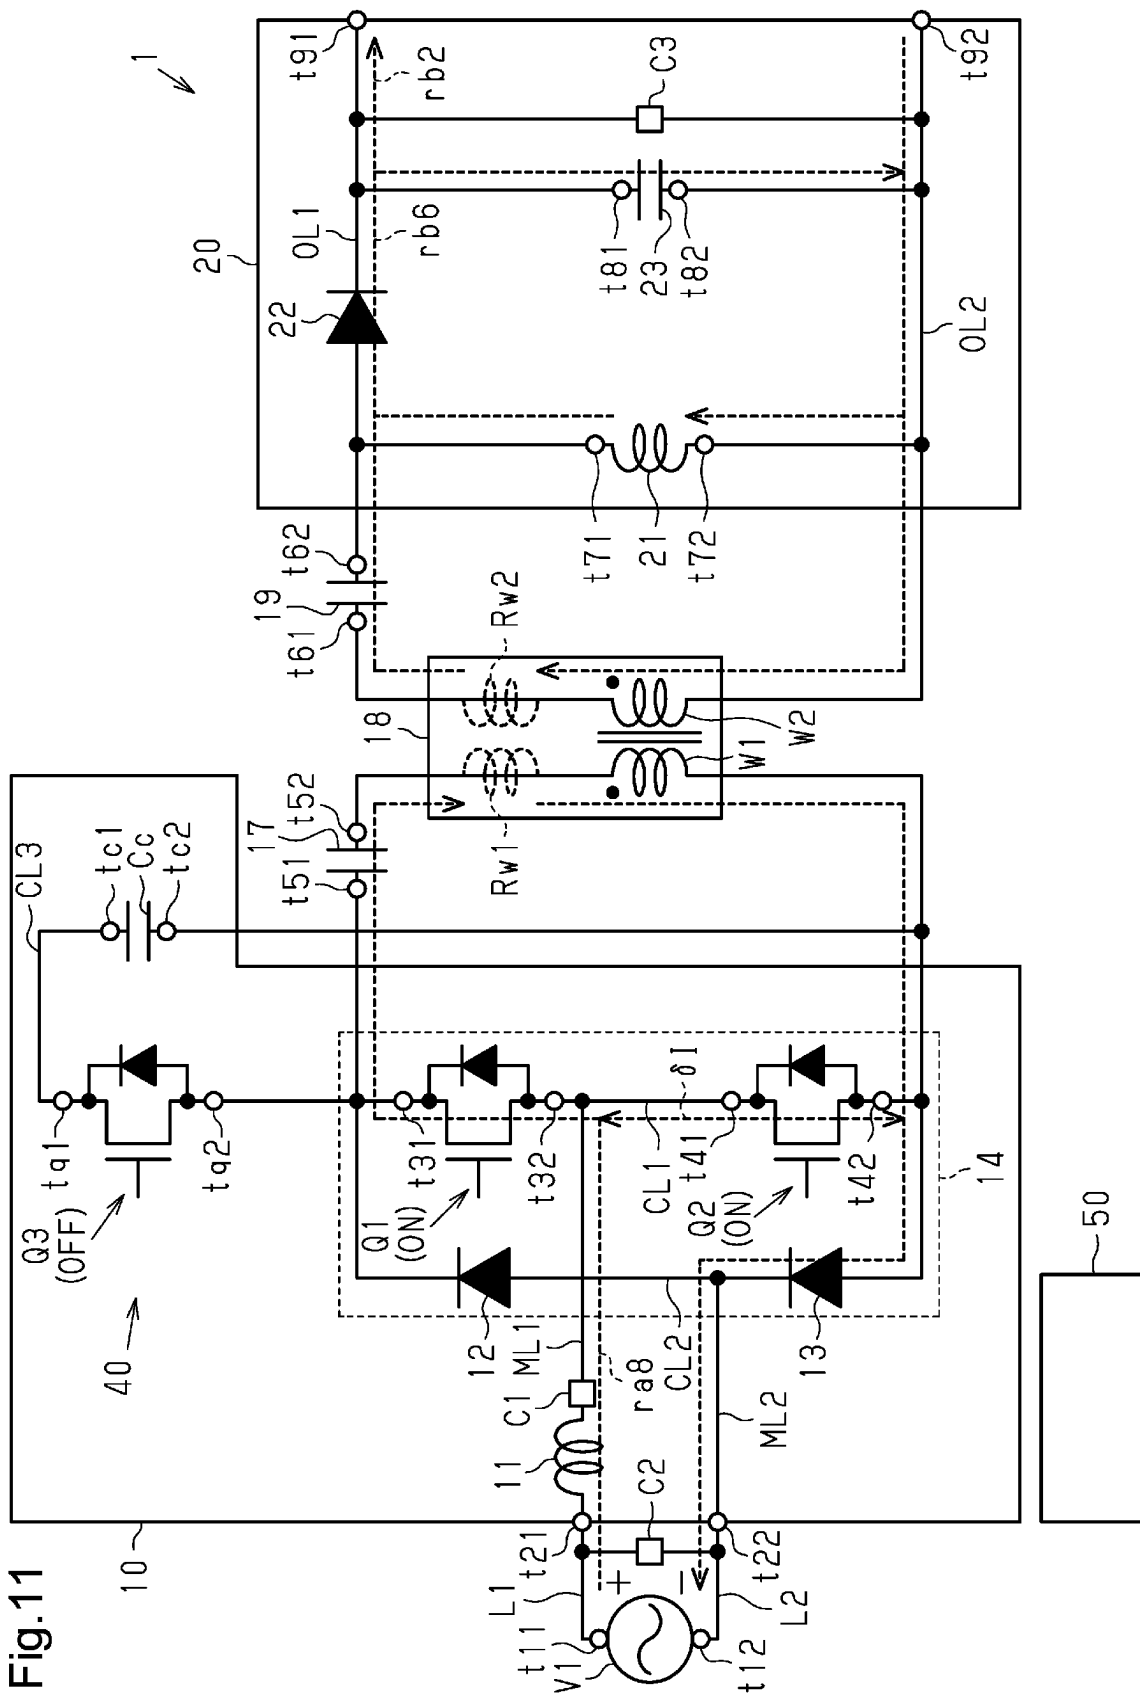 Fig.11
1
10
40
Q3
(OFF)
tq1
tq2
CL3
tc1
Cc
tc2
20
t91
rb2
OL1
rb6
22
C3
t81
23
t82
t92
OL2
t71
21
t72
t62
19
t61
Rw2
18
W2
W1
Rw1
t52
17
t51
Q1
(ON)
t31
t32
CL1
δI
t41
Q2
(ON)
t42
14
12
ML1
ra8
CL2
13
C1
11
C2
ML2
t21
t22
L1
L2
t11
V1
t12
+
−
50